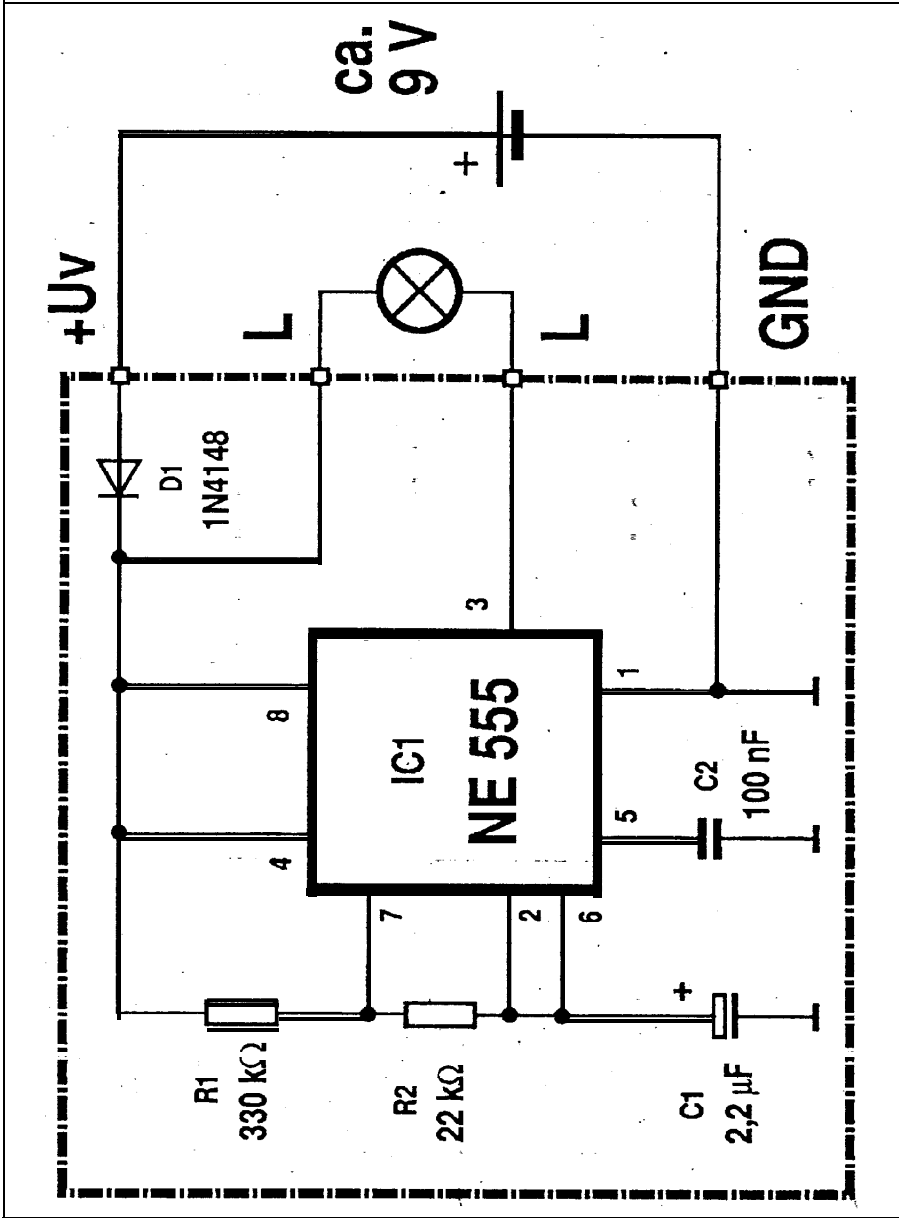 ca.
9 V
+
+Uv
L
L
GND
D1
1N4148
3
8
IC1
NE 555
1
4
5
C2
100 nF
7
2
6
R1
330 kΩ
R2
22 kΩ
+
C1
2,2 µF